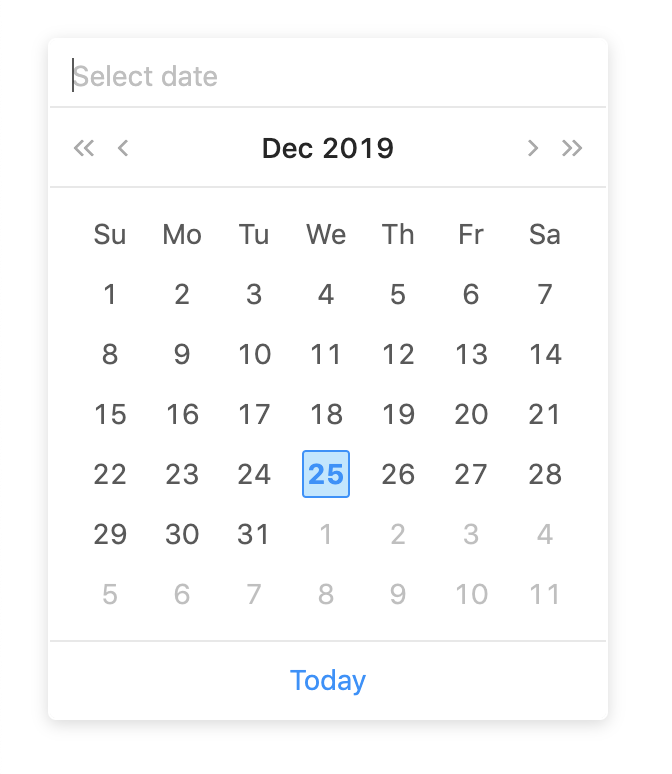 Select date
Dec 2019
Su Mo Tu We Th Fr Sa
1 2 3 4 5 6 7
8 9 10 11 12 13 14
15 16 17 18 19 20 21
22 23 24 25 26 27 28
29 30 31 1 2 3 4
5 6 7 8 9 10 11
Today